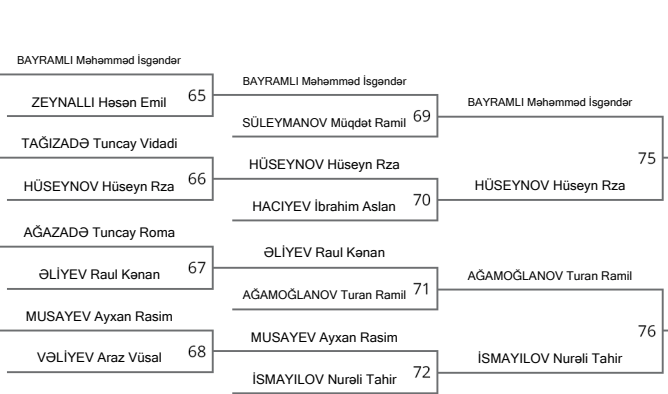 BAYRAMLI Məhəmməd İsgəndər
ZEYNALLI Həsən Emil
65
TAĞIZADƏ Tuncay Vidadi
HÜSEYNOV Hüseyn Rza
66
AĞAZADƏ Tuncay Roma
ƏLİYEV Raul Kənan
67
MUSAYEV Ayxan Rasim
VƏLİYEV Araz Vüsal
68
BAYRAMLI Məhəmməd İsgəndər
SÜLEYMANOV Müqdət Ramil
69
HÜSEYNOV Hüseyn Rza
HACIYEV İbrahim Aslan
70
ƏLİYEV Raul Kənan
AĞAMOĞLANOV Turan Ramil
71
MUSAYEV Ayxan Rasim
İSMAYILOV Nurəli Tahir
72
BAYRAMLI Məhəmməd İsgəndər
75
HÜSEYNOV Hüseyn Rza
AĞAMOĞLANOV Turan Ramil
76
İSMAYILOV Nurəli Tahir